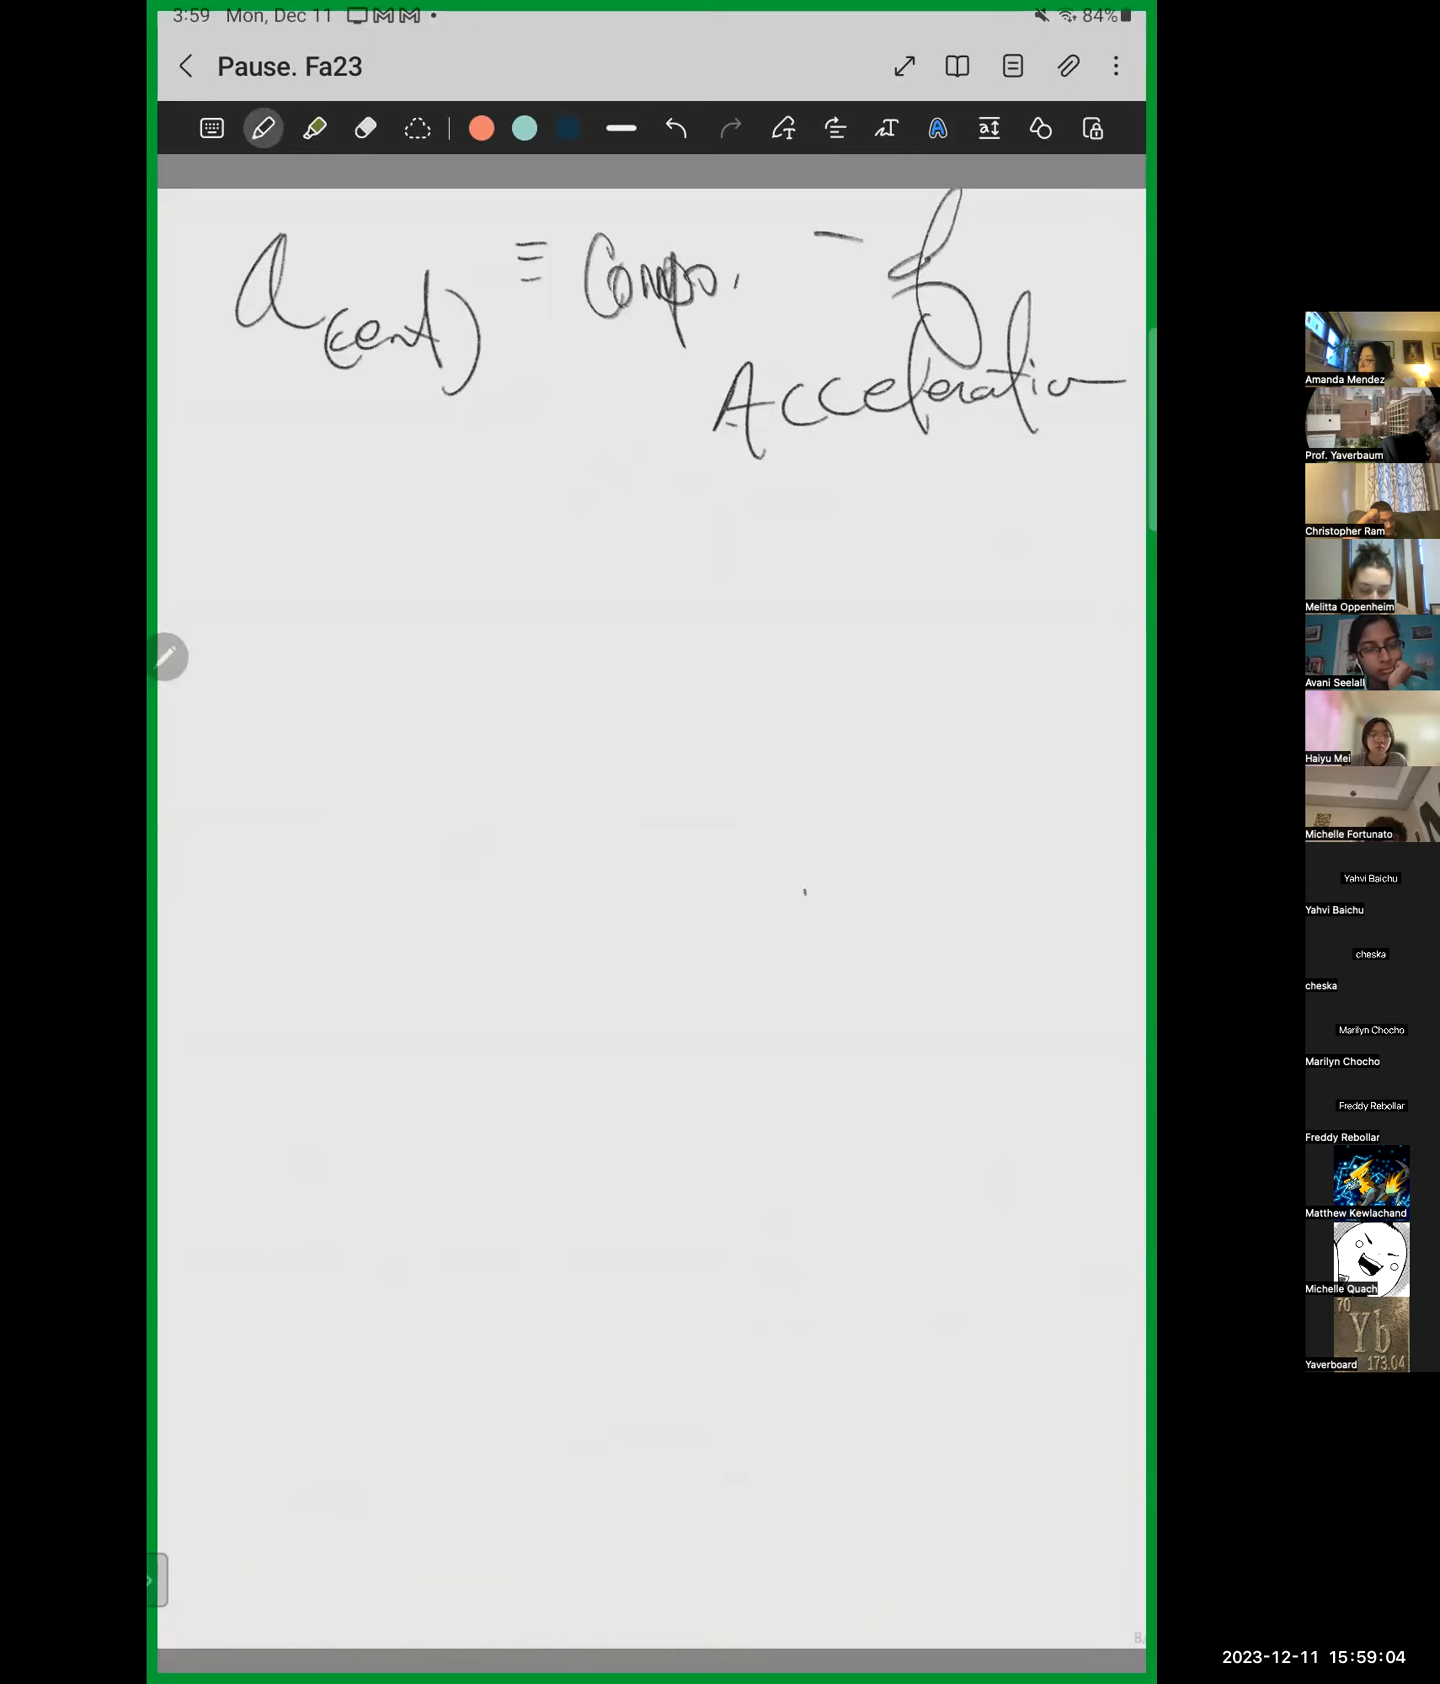 3:59 Mon, Dec 11 84%
Pause. Fa23
a(cent) ≡ Compo. - of
Acceleration
Amanda Mendez
Prof. Yaverbaum
Christopher Ram
Melitta Oppenheim
Avani Seelall
Haiyu Mei
Michelle Fortunato
Yahvi Baichu
Yahvi Baichu
cheska
cheska
Marilyn Chocho
Marilyn Chocho
Freddy Rebollar
Freddy Rebollar
Matthew Kewlachand
Michelle Quach
70
Yb
Yaverboard 173.04
8/
2023-12-11 15:59:04